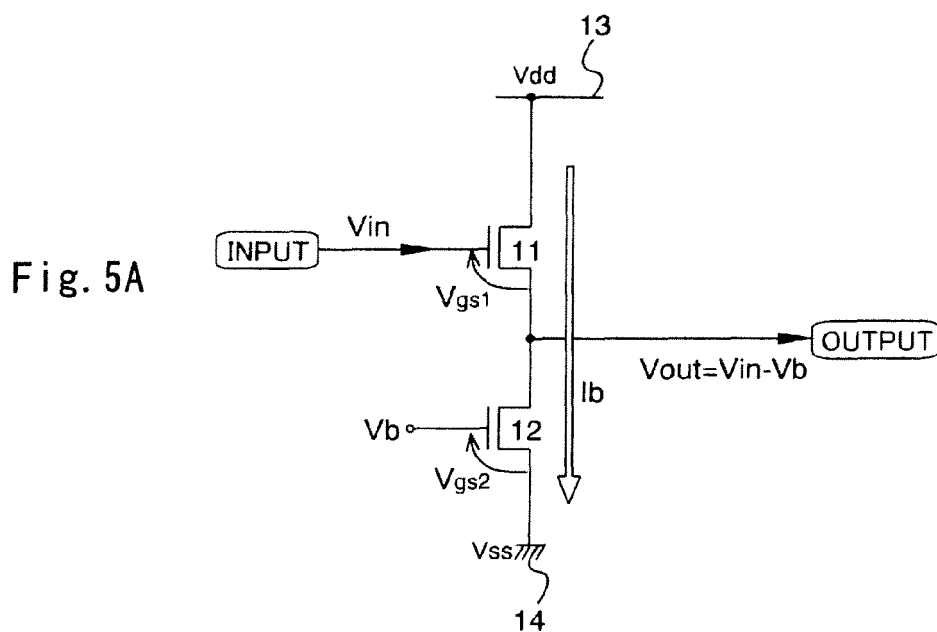 13
Vdd
Vin
INPUT
11
Fig. 5A
Vgs1
OUTPUT
Vout=Vin-Vb
Ib
Vb
12
Vgs2
Vss
14